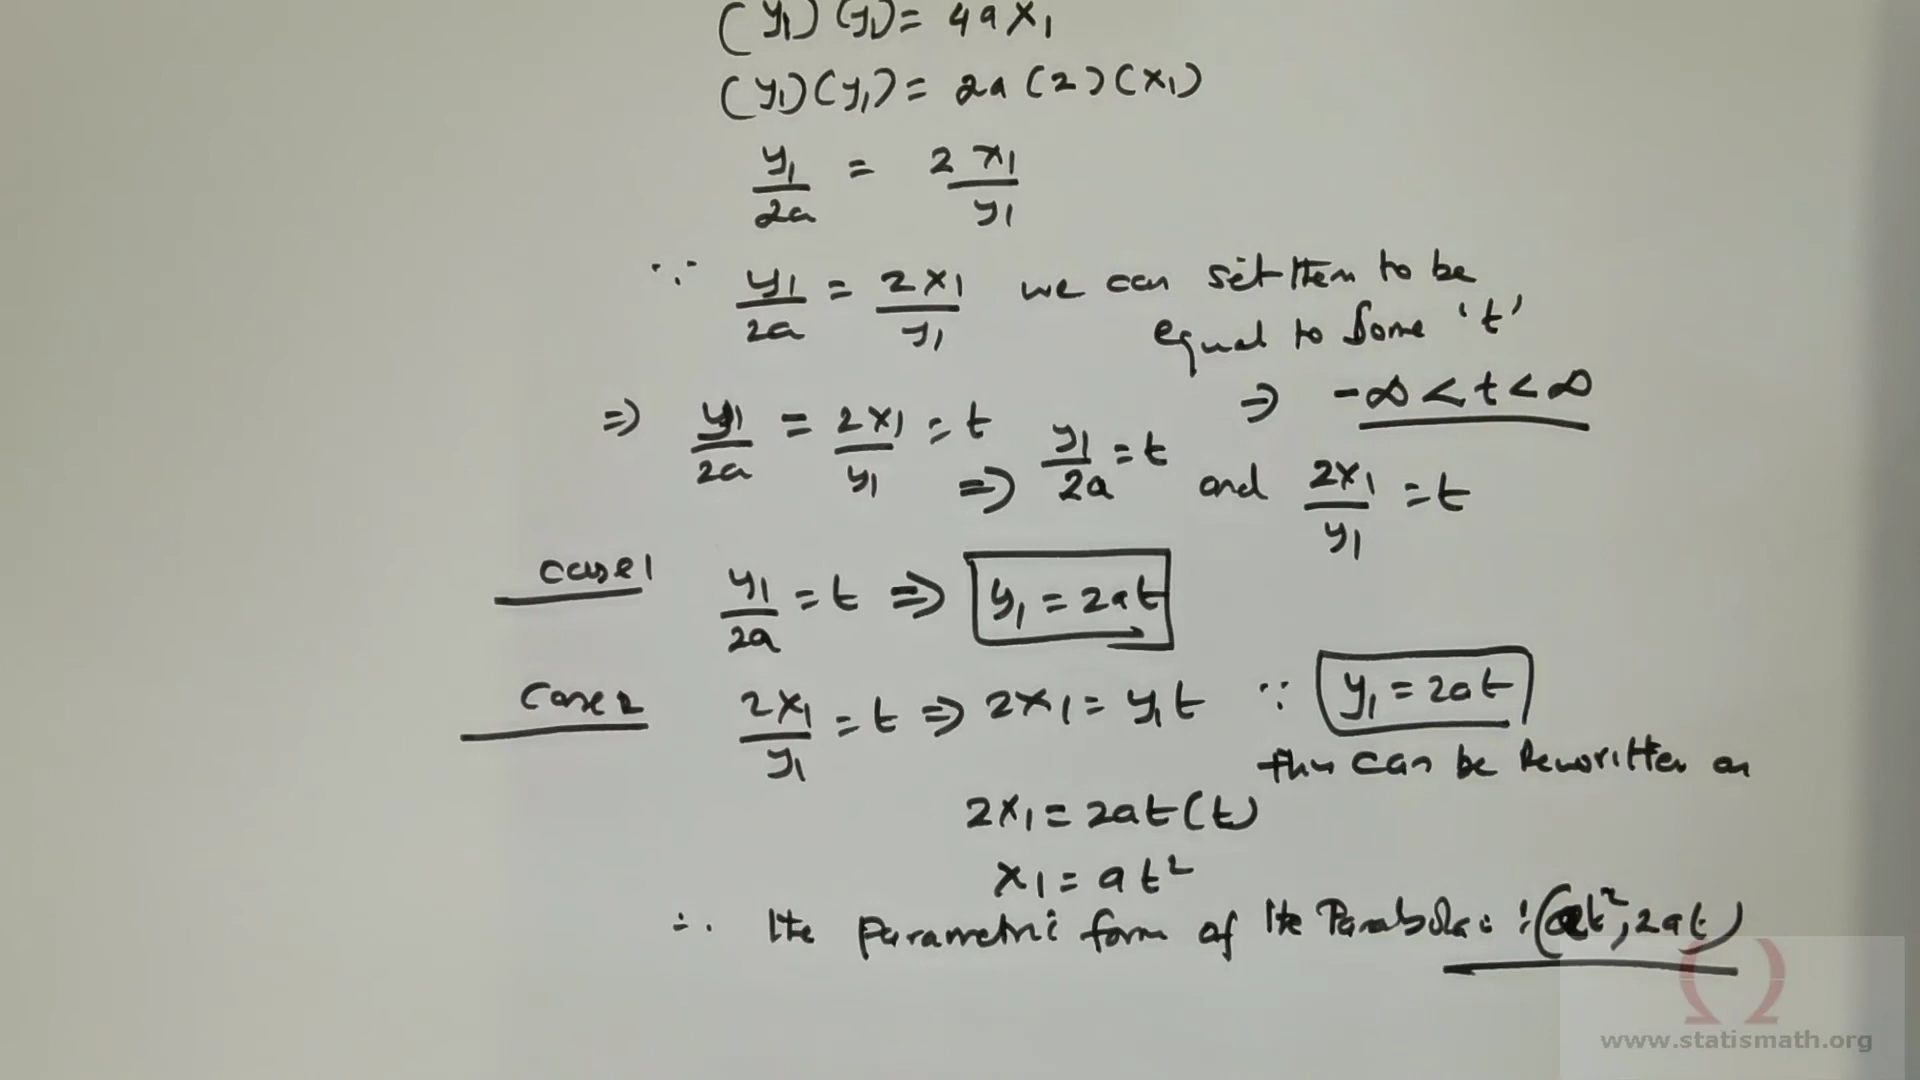 (y₁)(y₁) = 4ax₁
(y₁)(y₁) = 2a(2)(x₁)
y₁/2a = 2x₁/y₁
∵ y₁/2a = 2x₁/y₁ we can set them to be
equal to some 't'
⇒ -∞ < t < ∞
⇒ y₁/2a = 2x₁/y₁ = t
⇒ y₁/2a = t and 2x₁/y₁ = t
case 1 y₁/2a = t ⇒ y₁ = 2at
case 2 2x₁/y₁ = t ⇒ 2x₁ = y₁t ∵ y₁ = 2at
this can be rewritten as
2x₁ = 2at(t)
x₁ = at²
∴ the parametric form of the Parabola : (at², 2at)
www.statismath.org